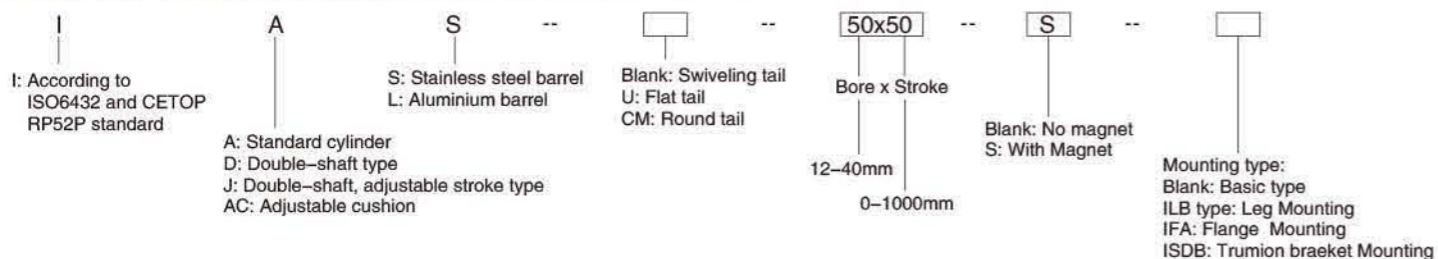 I A S -- -- 50x50 -- S --
I: According to
ISO6432 and CETOP
RP52P standard
A: Standard cylinder
D: Double-shaft type
J: Double-shaft, adjustable stroke type
AC: Adjustable cushion
S: Stainless steel barrel
L: Aluminium barrel
Blank: Swiveling tail
U: Flat tail
CM: Round tail
Bore x Stroke
12-40mm
0-1000mm
Blank: No magnet
S: With Magnet
Mounting type:
Blank: Basic type
ILB type: Leg Mounting
IFA: Flange Mounting
ISDB: Trumion braeket Mounting